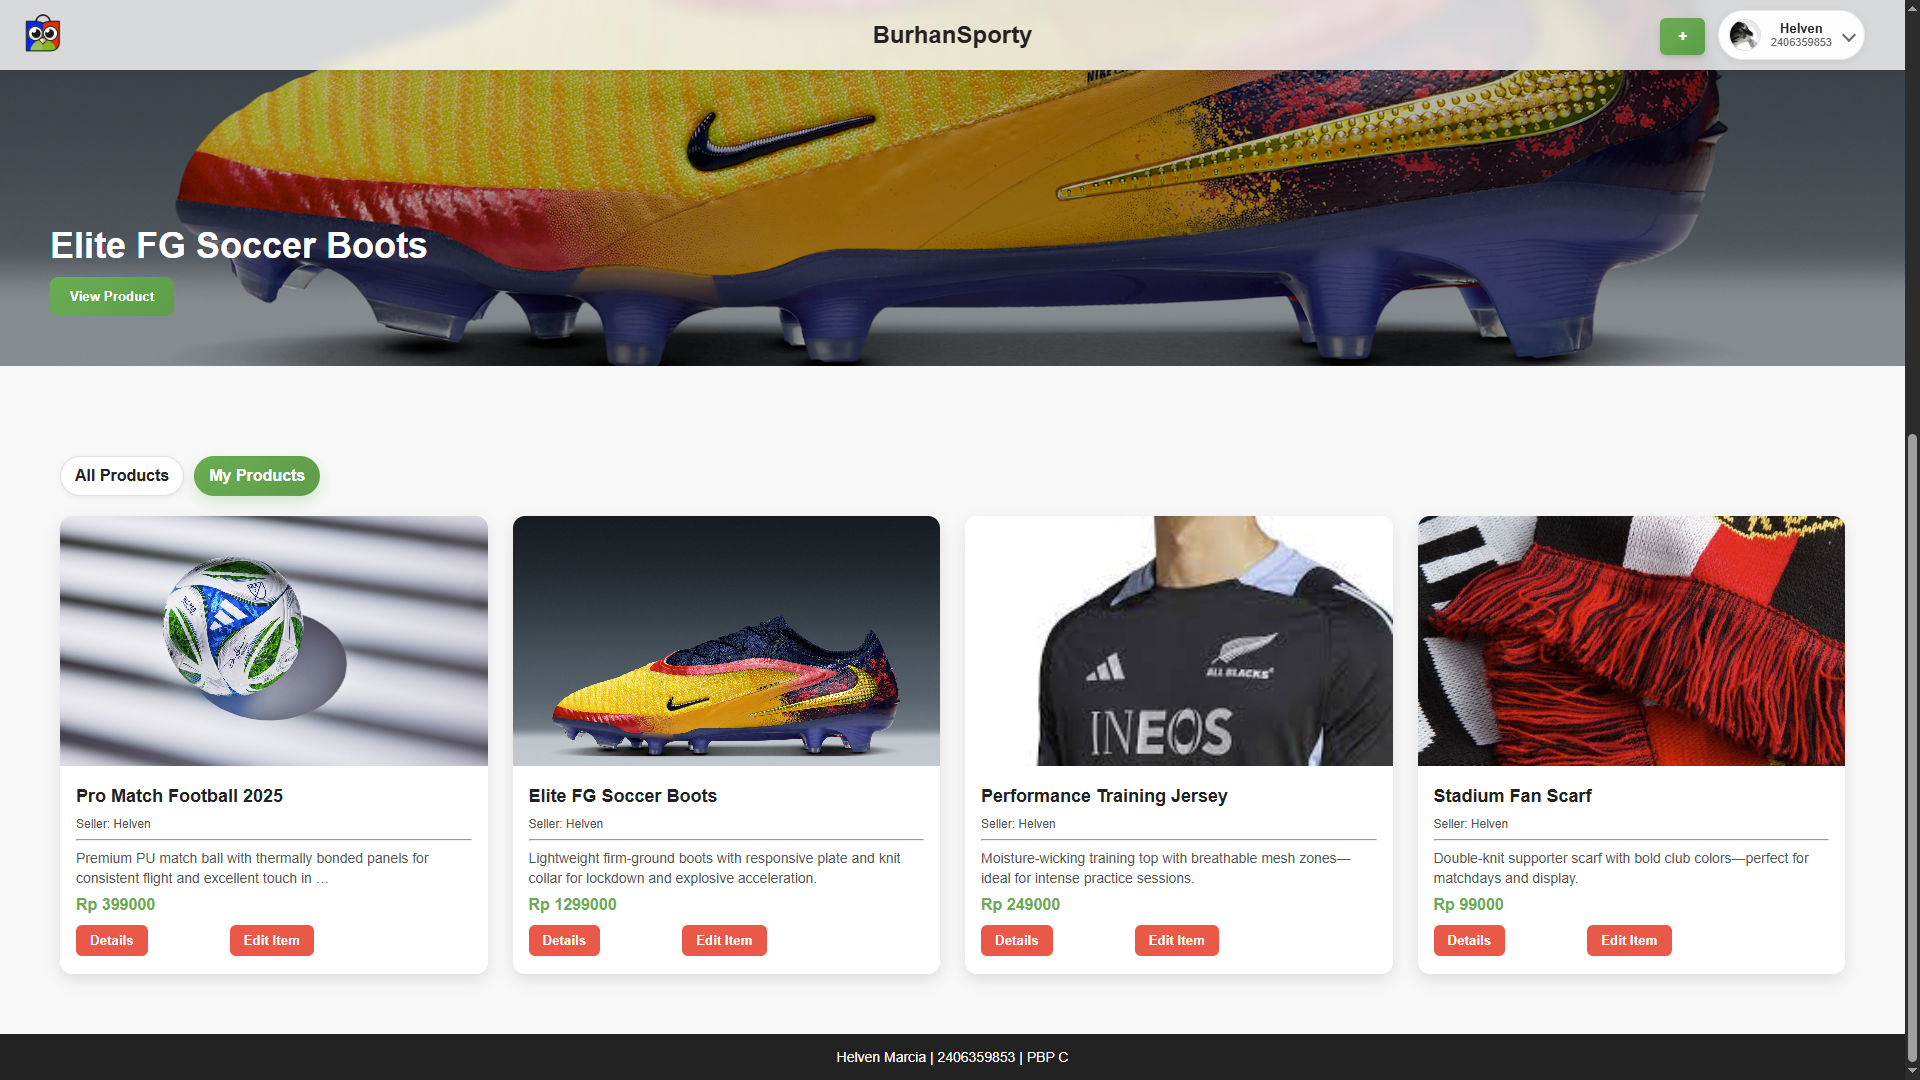 BurhanSporty
+
Helven
2406359853
Elite FG Soccer Boots
View Product
All Products
My Products
ALL BLACKS
INEOS
Pro Match Football 2025
Seller: Helven
Premium PU match ball with thermally bonded panels for
consistent flight and excellent touch in …
Rp 399000
Details
Edit Item
Elite FG Soccer Boots
Seller: Helven
Lightweight firm-ground boots with responsive plate and knit
collar for lockdown and explosive acceleration.
Rp 1299000
Details
Edit Item
Performance Training Jersey
Seller: Helven
Moisture-wicking training top with breathable mesh zones—
ideal for intense practice sessions.
Rp 249000
Details
Edit Item
Stadium Fan Scarf
Seller: Helven
Double-knit supporter scarf with bold club colors—perfect for
matchdays and display.
Rp 99000
Details
Edit Item
Helven Marcia | 2406359853 | PBP C